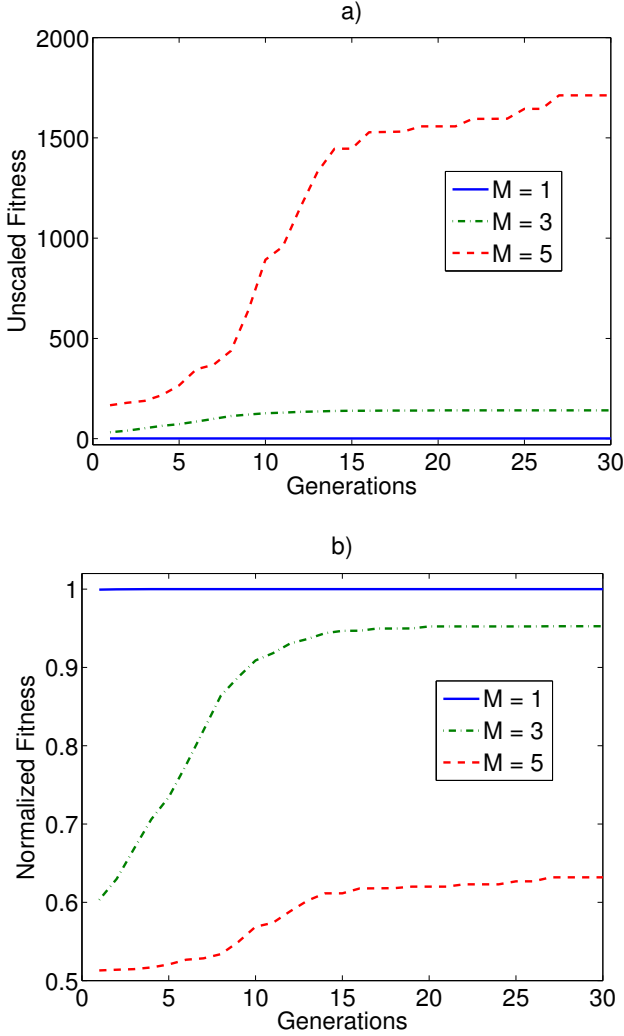 a)
2000
1500
1000
500
0
Unscaled Fitness
M = 1
M = 3
M = 5
0 5 10 15 20 25 30
Generations
b)
1
0.9
0.8
0.7
0.6
0.5
Normalized Fitness
M = 1
M = 3
M = 5
0 5 10 15 20 25 30
Generations